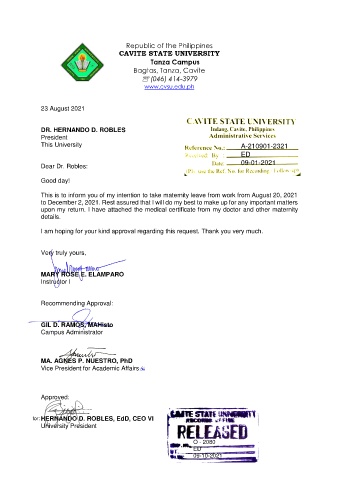 Republic of the Philippines
CAVITE STATE UNIVERSITY
Tanza Campus
Bagtas, Tanza, Cavite
(046) 414-3979
www.cvsu.edu.ph
23 August 2021
CAVITE STATE UNIVERSITY
Indang, Cavite, Philippines
Administrative Services
Reference No.: A-210901-2321
Received By : ED
Date : 09-01-2021
(Please use the Ref. No. for Recording / Follow up)
DR. HERNANDO D. ROBLES
President
This University
Dear Dr. Robles:
Good day!
This is to inform you of my intention to take maternity leave from work from August 20, 2021
to December 2, 2021. Rest assured that I will do my best to make up for any important matters
upon my return. I have attached the medical certificate from my doctor and other maternity
details.
I am hoping for your kind approval regarding this request. Thank you very much.
Very truly yours,
MARY ROSE E. ELAMPARO
Instructor I
Recommending Approval:
GIL D. RAMOS, MAHisto
Campus Administrator
MA. AGNES P. NUESTRO, PhD
Vice President for Academic Affairs
Approved:
for: HERNANDO D. ROBLES, EdD, CEO VI
University President
CAVITE STATE UNIVERSITY
RECORDS OFFICE
RELEASED
O - 2080
ED
09-10-2021